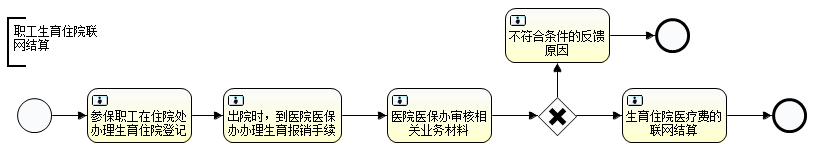 职工生育住院联
网结算
不符合条件的反馈
原因
参保职工在住院处
办理生育住院登记
出院时，到医院医保
办办理生育报销手续
医院医保办审核相
关业务材料
生育住院医疗费的
联网结算